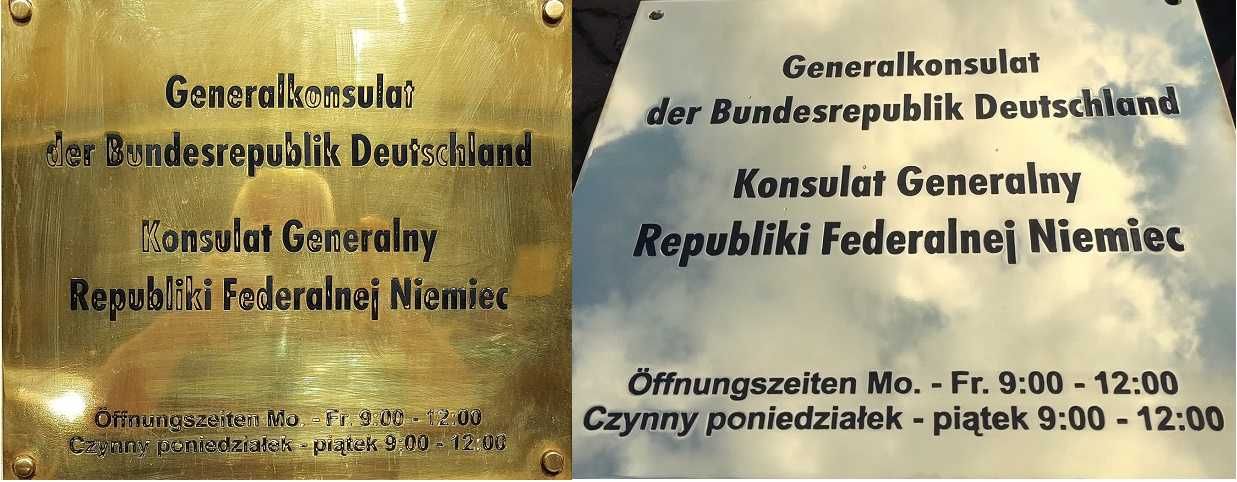 Generalkonsulat
der Bundesrepublik Deutschland
Konsulat Generalny
Republiki Federalnej Niemiec
Öffnungszeiten Mo. - Fr. 9:00 - 12:00
Czynny poniedziałek - piątek 9:00 - 12:00
Generalkonsulat
der Bundesrepublik Deutschland
Konsulat Generalny
Republiki Federalnej Niemiec
Öffnungszeiten Mo. - Fr. 9:00 - 12:00
Czynny poniedziałek - piątek 9:00 - 12:00